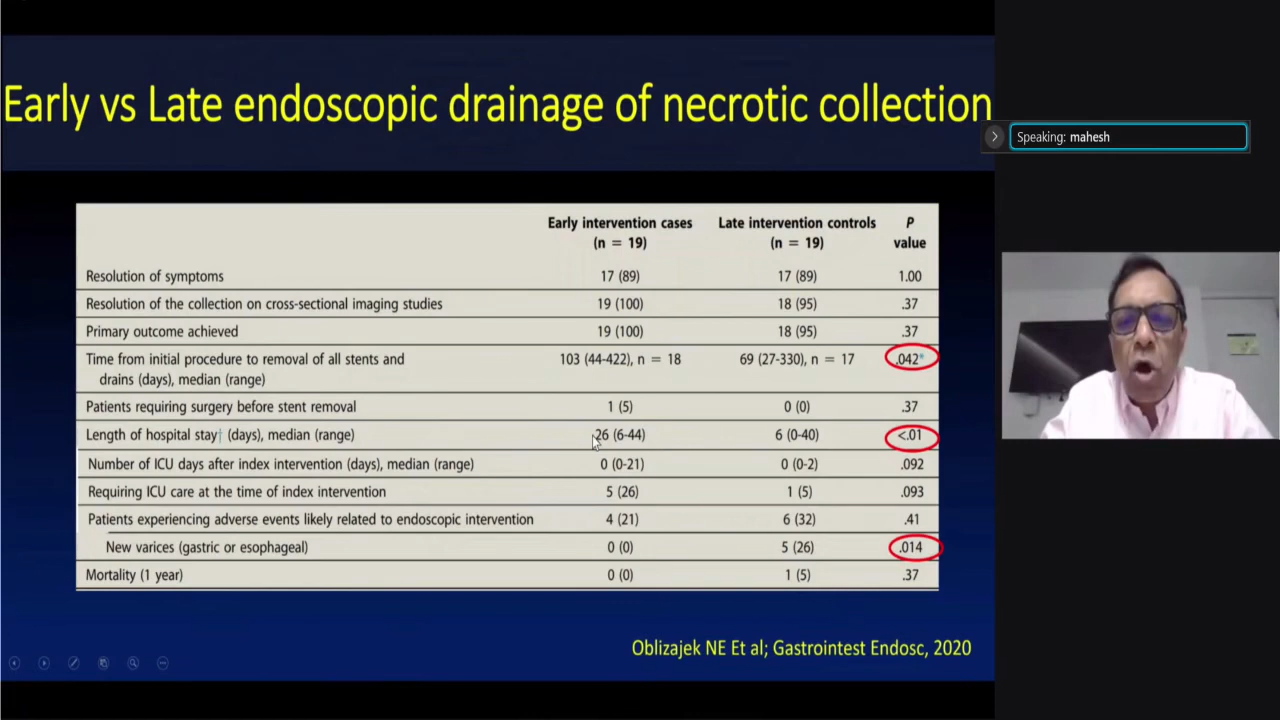 Early vs Late endoscopic drainage of necrotic collection
Speaking: mahesh
Early intervention cases (n = 19) Late intervention controls (n = 19) P value
Resolution of symptoms 17 (89) 17 (89) 1.00
Resolution of the collection on cross-sectional imaging studies 19 (100) 18 (95) .37
Primary outcome achieved 19 (100) 18 (95) .37
Time from initial procedure to removal of all stents and 103 (44-422), n = 18 69 (27-330), n = 17 .042*
drains (days), median (range)
Patients requiring surgery before stent removal 1 (5) 0 (0) .37
Length of hospital stay† (days), median (range) 26 (6-44) 6 (0-40) <.01
Number of ICU days after index intervention (days), median (range) 0 (0-21) 0 (0-2) .092
Requiring ICU care at the time of index intervention 5 (26) 1 (5) .093
Patients experiencing adverse events likely related to endoscopic intervention 4 (21) 6 (32) .41
New varices (gastric or esophageal) 0 (0) 5 (26) .014
Mortality (1 year) 0 (0) 1 (5) .37
Oblizajek NE Et al; Gastrointest Endosc, 2020